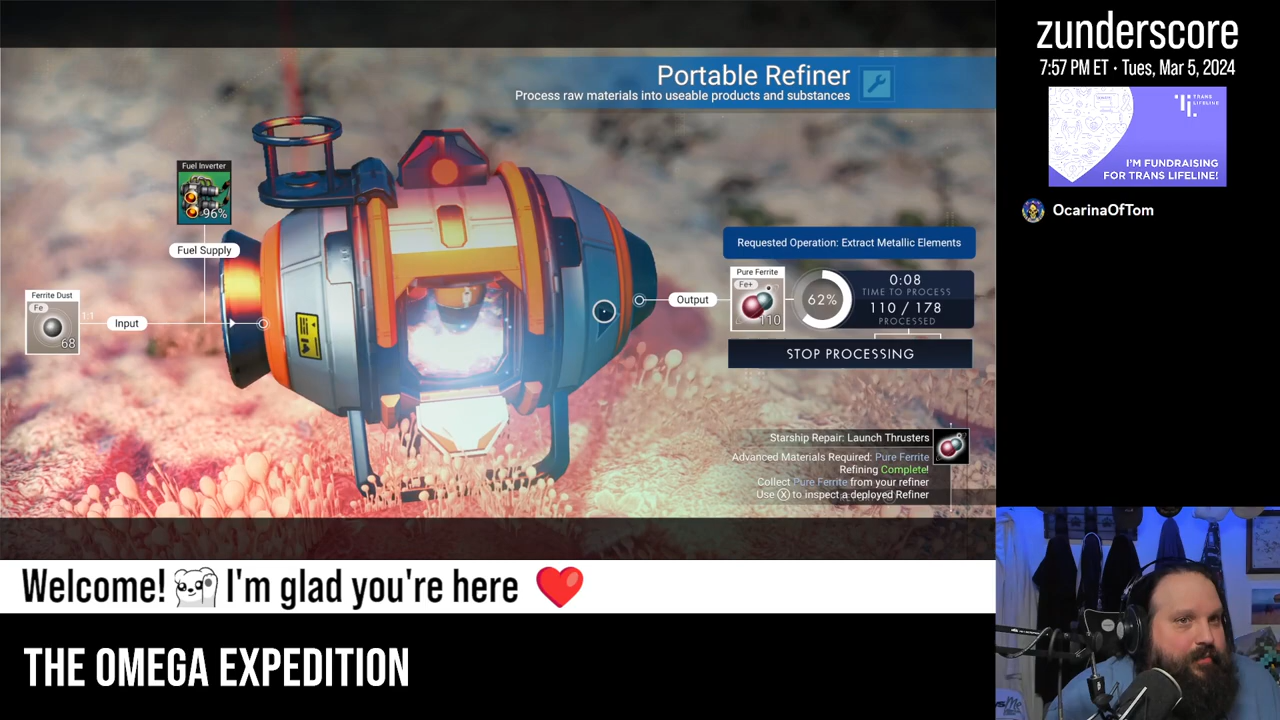 Portable Refiner
Process raw materials into useable products and substances
Fuel Inverter
96%
Fuel Supply
Ferrite Dust
Fe
68
1:1
Input
Output
Requested Operation: Extract Metallic Elements
Pure Ferrite
Fe+
110
62%
0:08
TIME TO PROCESS
110 / 178
PROCESSED
STOP PROCESSING
Starship Repair: Launch Thrusters
Advanced Materials Required: Pure Ferrite
Refining Complete!
Collect Pure Ferrite from your refiner
Use X to inspect a deployed Refiner
zunderscore
7:57 PM ET · Tues, Mar 5, 2024
TRANS
LIFELINE
I'M FUNDRAISING
FOR TRANS LIFELINE!
OcarinaOfTom
Welcome! I'm glad you're here
THE OMEGA EXPEDITION